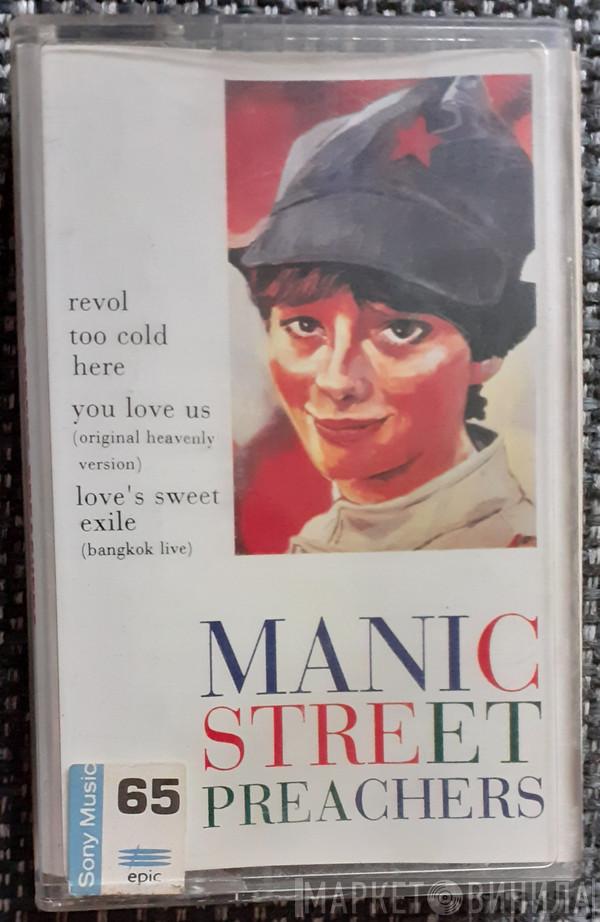 revol
too cold
here
you love us
(original heavenly
version)
love's sweet
exile
(bangkok live)
MANIC
STREET
PREACHERS
Sony Music
65
epic
МАРКЕТ ВИНИЛА